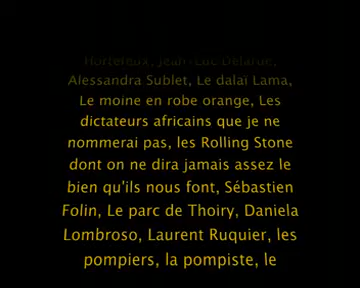 Hortefeux, Jean-Luc Delarue,
Alessandra Sublet, Le dalaï Lama,
Le moine en robe orange, Les
dictateurs africains que je ne
nommerai pas, les Rolling Stone
dont on ne dira jamais assez le
bien qu'ils nous font, Sébastien
Folin, Le parc de Thoiry, Daniela
Lombroso, Laurent Ruquier, les
pompiers, la pompiste, le